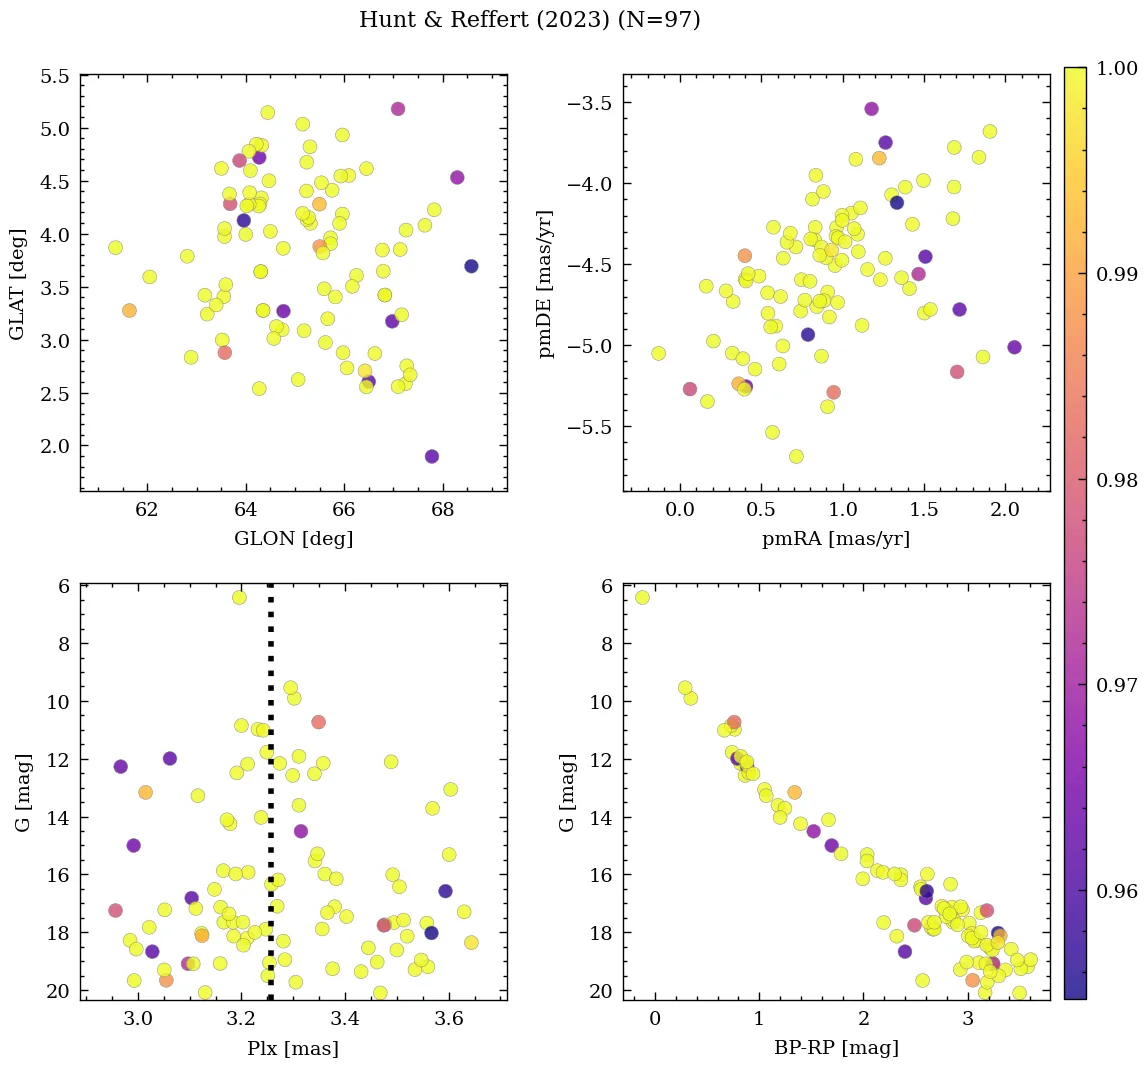 Hunt & Reffert (2023) (N=97)
5.5
5.0
4.5
4.0
3.5
3.0
2.5
2.0
GLAT [deg]
62 64 66 68
GLON [deg]
−3.5
−4.0
−4.5
−5.0
−5.5
pmDE [mas/yr]
0.0 0.5 1.0 1.5 2.0
pmRA [mas/yr]
1.00
0.99
0.98
0.97
0.96
6
8
10
12
14
16
18
20
G [mag]
3.0 3.2 3.4 3.6
Plx [mas]
6
8
10
12
14
16
18
20
G [mag]
0 1 2 3
BP-RP [mag]